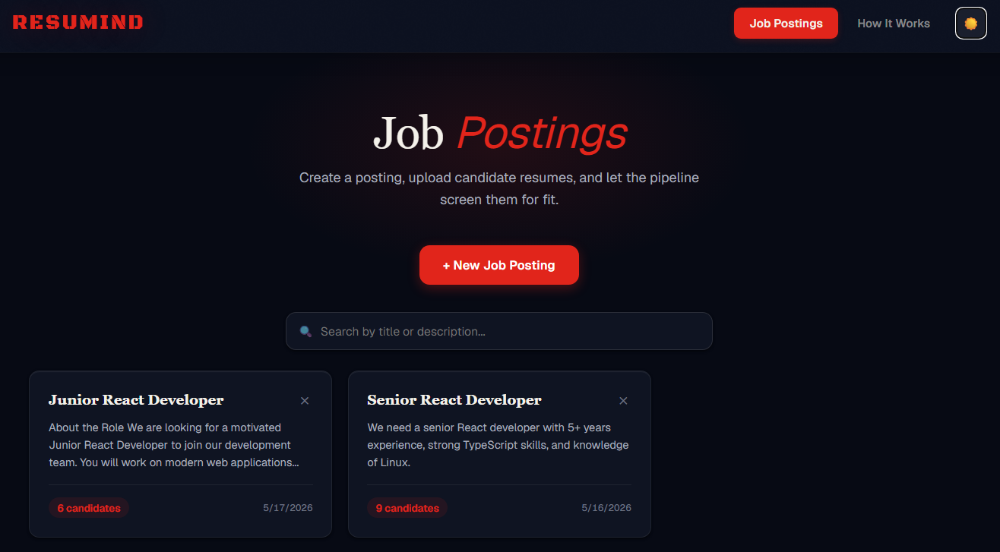 RESUMIND
Job Postings
How It Works
Job Postings
Create a posting, upload candidate resumes, and let the pipeline
screen them for fit.
+ New Job Posting
Search by title or description...
Junior React Developer
×
About the Role We are looking for a motivated
Junior React Developer to join our development
team. You will work on modern web applications...
6 candidates
5/17/2026
Senior React Developer
×
We need a senior React developer with 5+ years
experience, strong TypeScript skills, and knowledge
of Linux.
9 candidates
5/16/2026